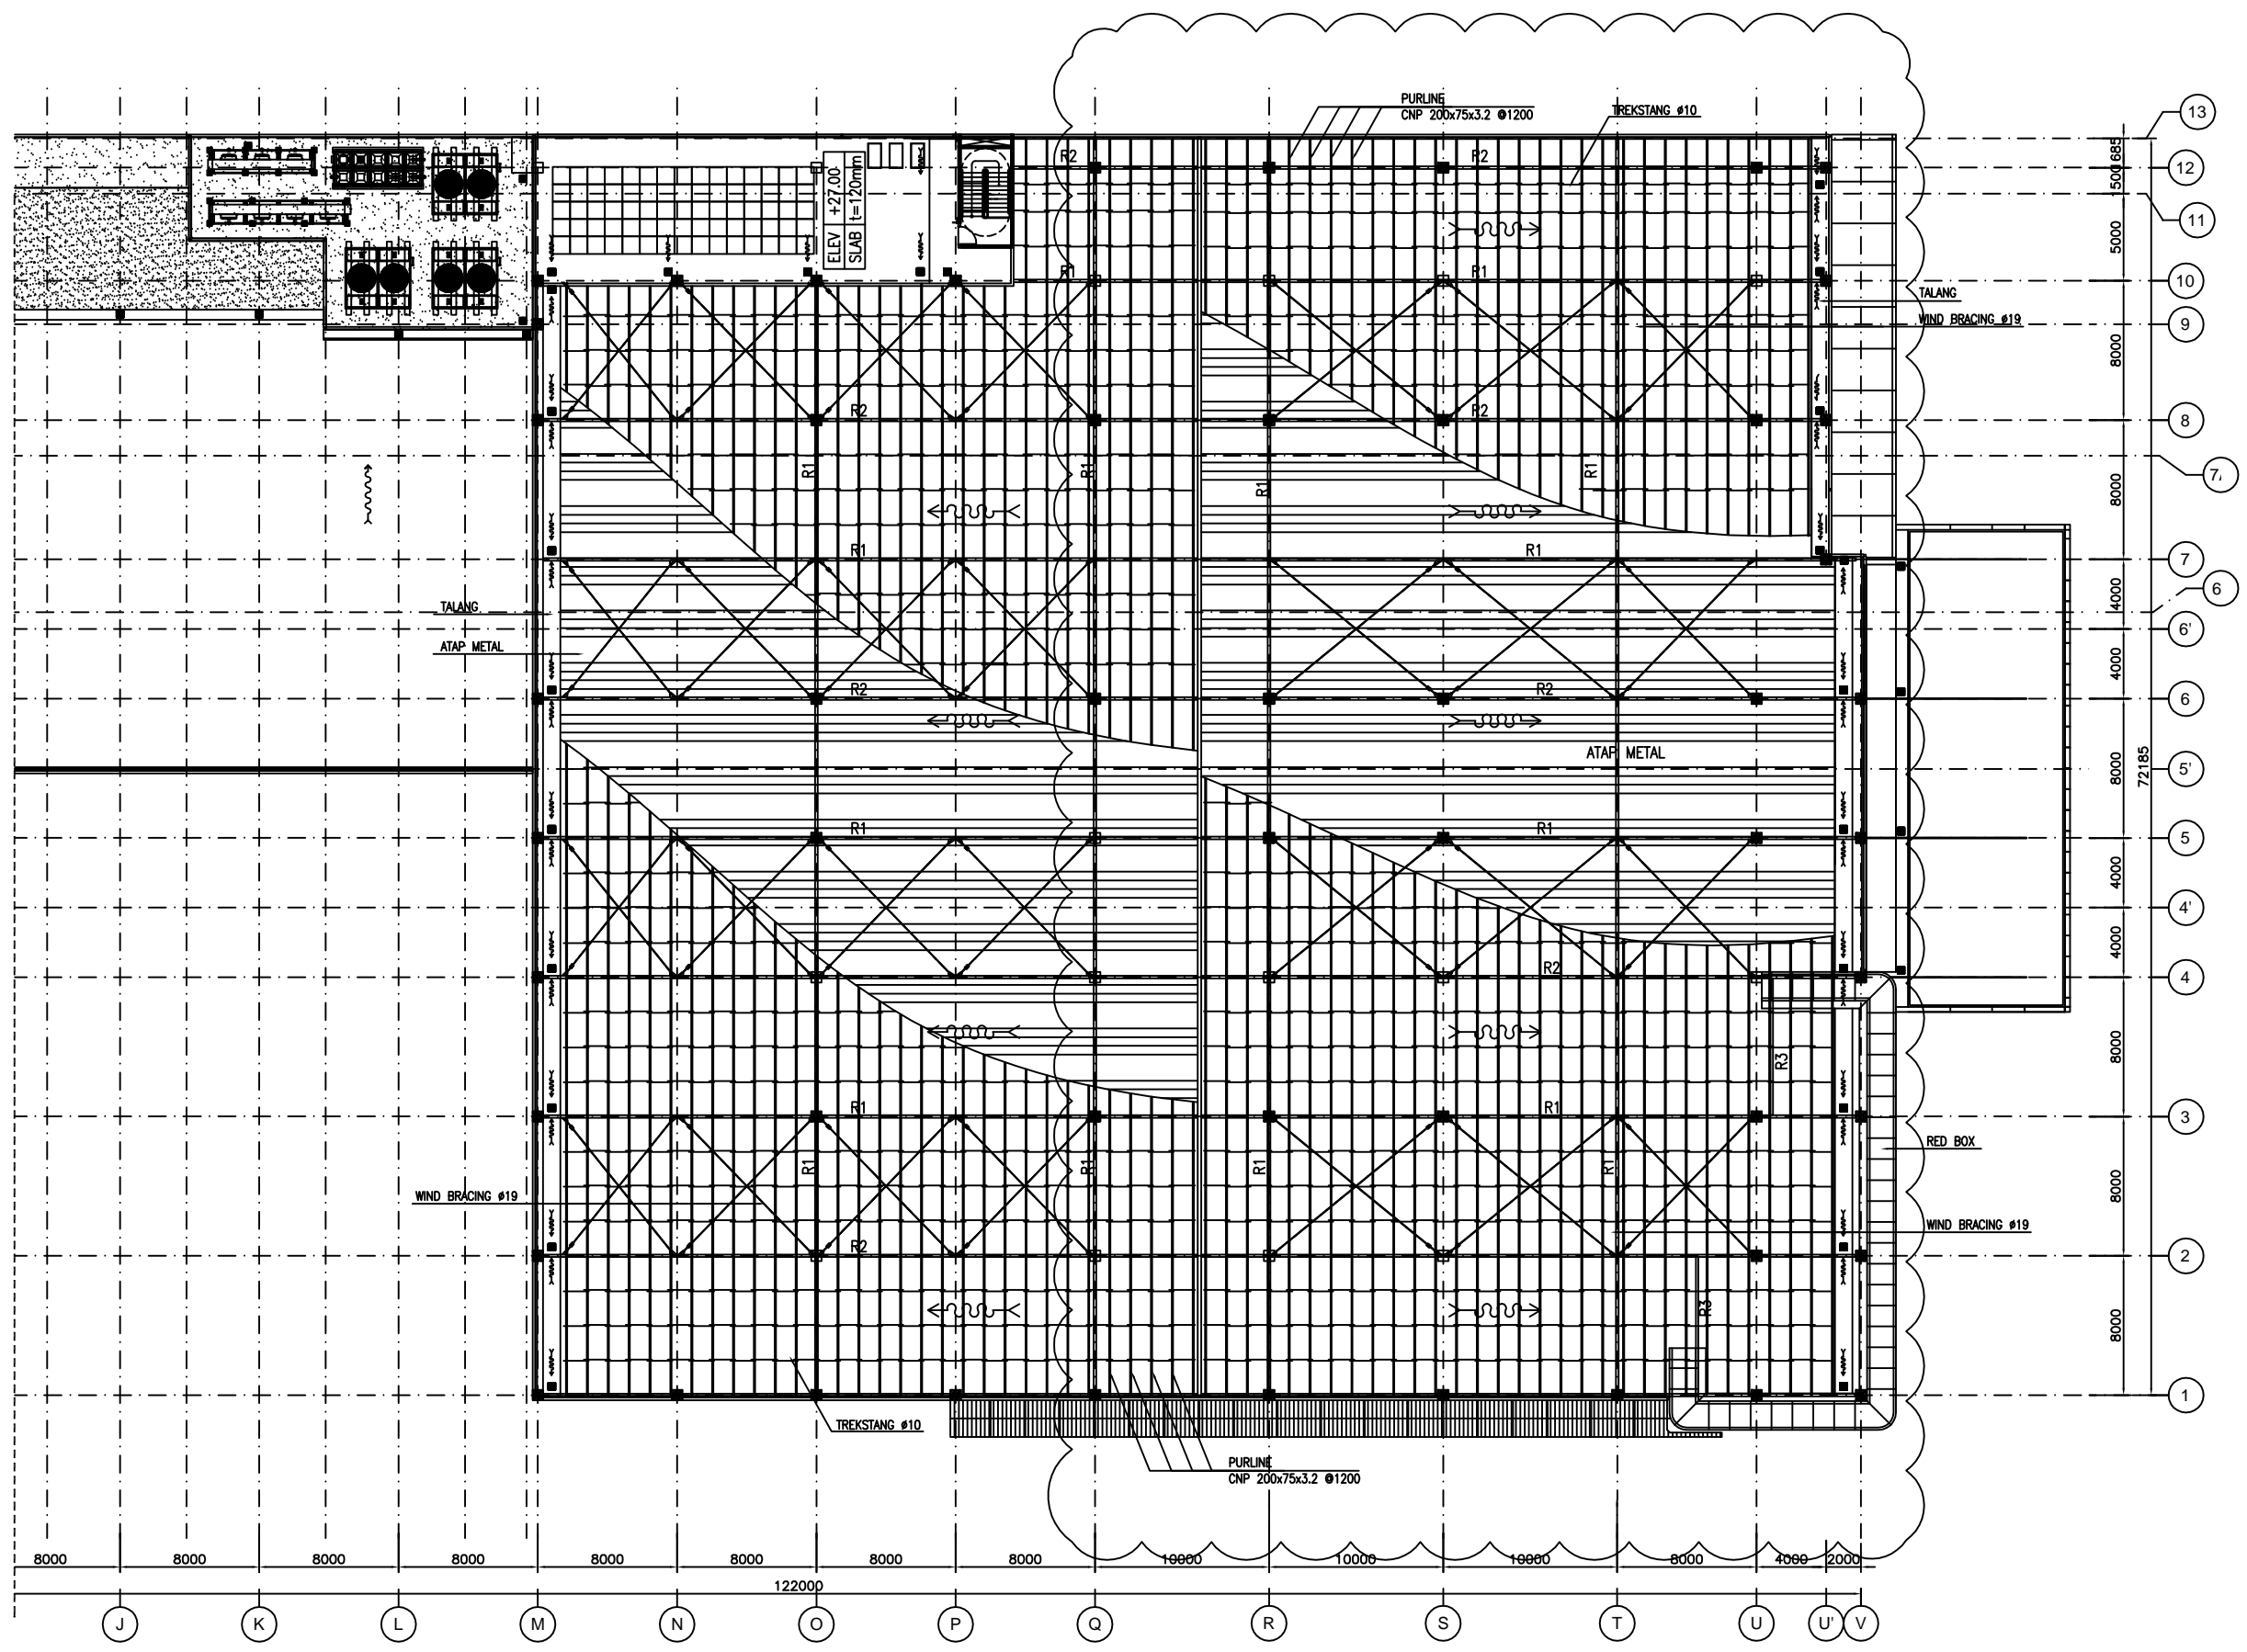 PURLINE
CNP 200x75x3.2 @1200
TREKSTANG ø10
13
12
11
10
9
8
7
6
6'
6
5'
5
4'
4
3
2
1
1500
685
5000
8000
8000
4000
4000
8000
4000
4000
8000
8000
8000
72185
R2
R2
ELEV +27.00
SLAB t=120mm
R1
R1
TALANG
WIND BRACING ø19
R2
R2
R1
R1
R1
R1
R1
R1
TALANG
ATAP METAL
R2
R2
ATAP METAL
R1
R1
R2
R3
R1
R1
RED BOX
R1
R1
R1
R1
WIND BRACING ø19
WIND BRACING ø19
R2
R3
TREKSTANG ø10
PURLINE
CNP 200x75x3.2 @1200
8000
8000
8000
8000
8000
8000
8000
8000
10000
10000
10000
8000
4000
2000
122000
J
K
L
M
N
O
P
Q
R
S
T
U
U'
V